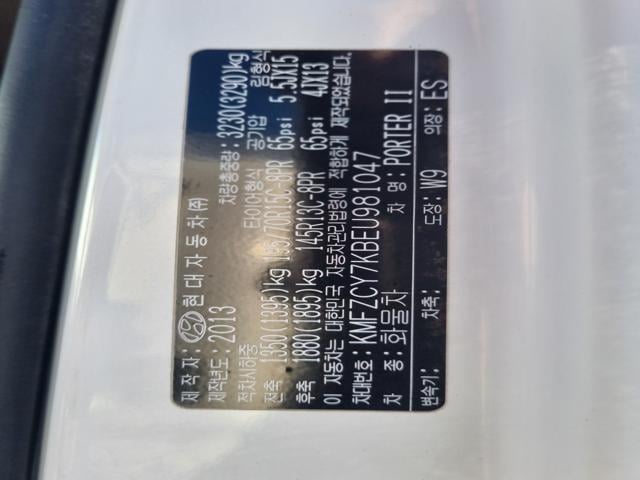 제작자: 현대자동차(주)
제작년도: 2013 차량총중량: 3230(3290)kg
적차시하중 타이어형식 공기압 림형식
전축 1350(1395)kg 195/70R15C-8PR 65psi 5.5JX15
후축 1880(1895)kg 145R13C-8PR 65psi 4JX13
이 자동차는 대한민국 자동차관리법령에 적합하게 제작되었습니다.
차대번호: KMFZCY7KBEU981047
차종: 화물차 차명: PORTER II
변속기: 차축: 도장: W9 의장: ES